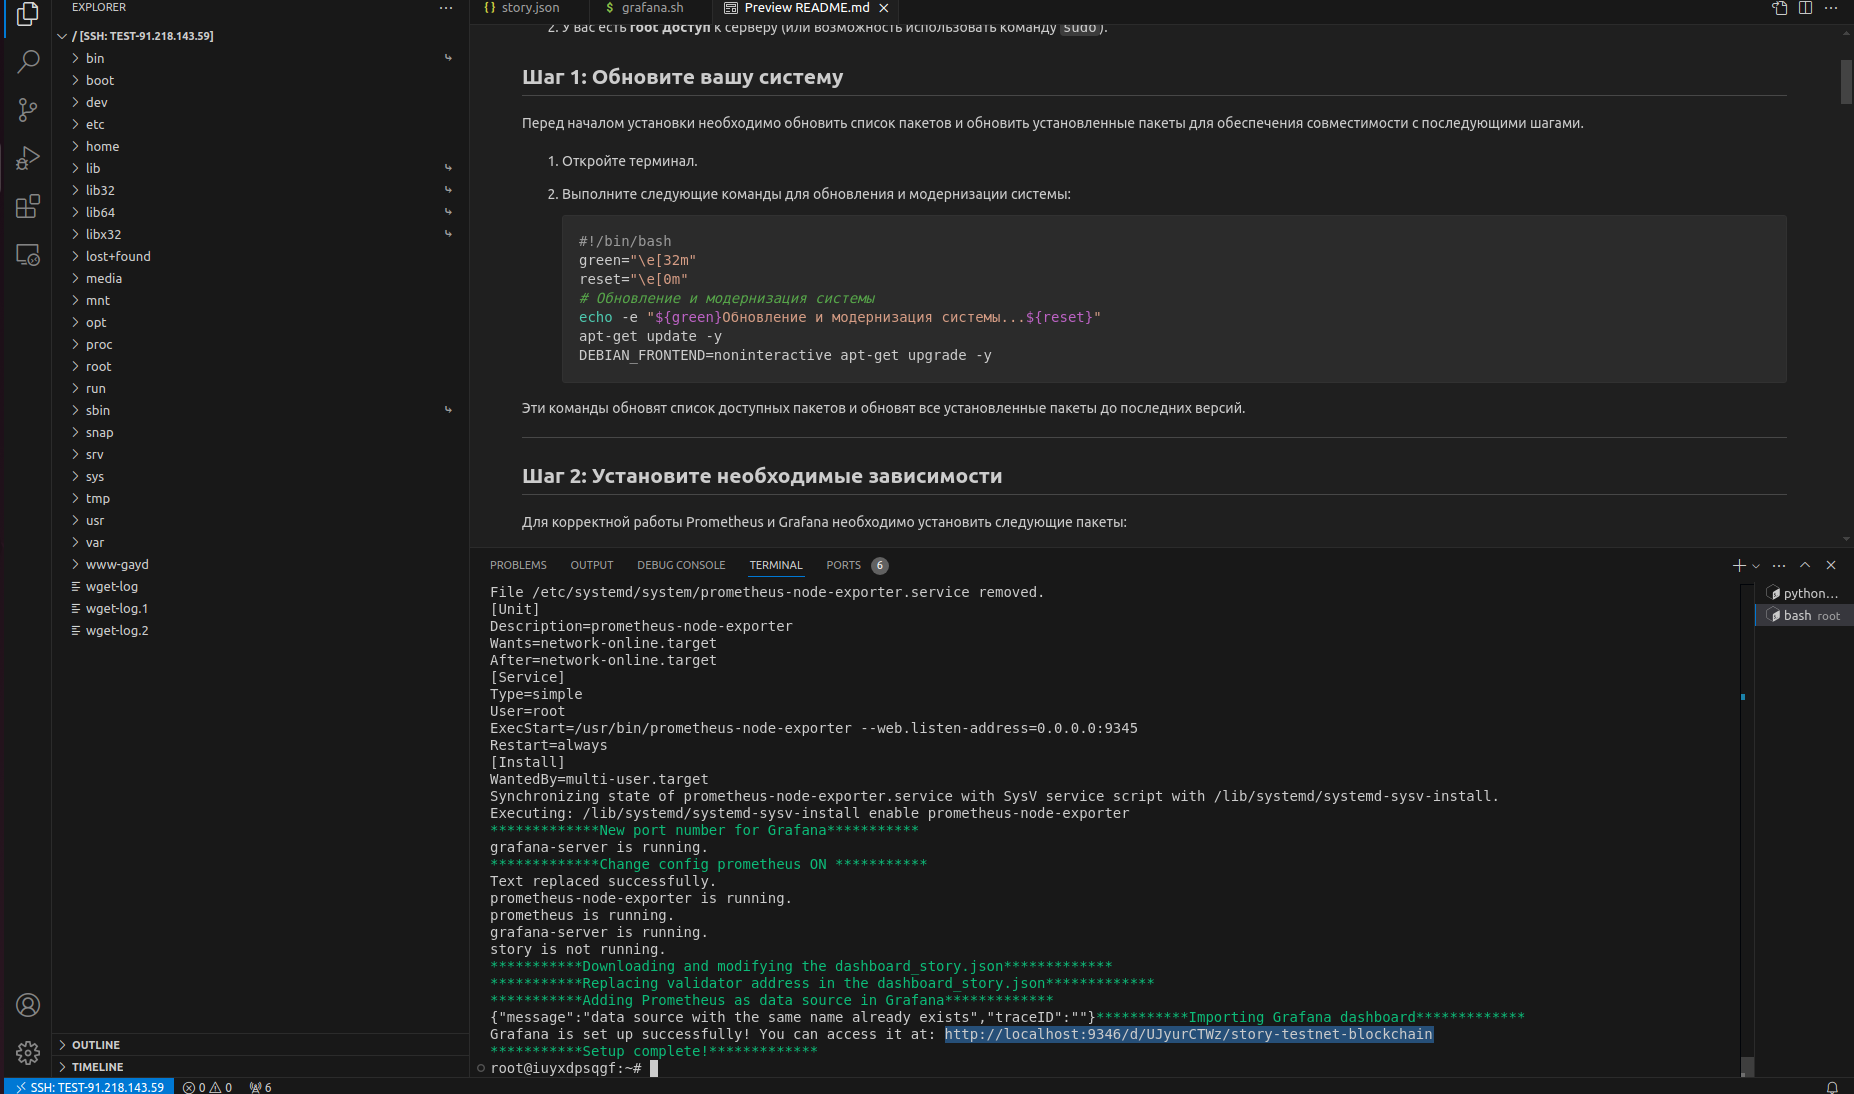 EXPLORER
/ [SSH: TEST-91.218.143.59]
bin
boot
dev
etc
home
lib
lib32
lib64
libx32
lost+found
media
mnt
opt
proc
root
run
sbin
snap
srv
sys
tmp
usr
var
www-gayd
wget-log
wget-log.1
wget-log.2
OUTLINE
TIMELINE
{} story.json
$ grafana.sh
Preview README.md
2. У вас есть root доступ к серверу (или возможность использовать команду sudo).
Шаг 1: Обновите вашу систему
Перед началом установки необходимо обновить список пакетов и обновить установленные пакеты для обеспечения совместимости с последующими шагами.
1. Откройте терминал.
2. Выполните следующие команды для обновления и модернизации системы:
#!/bin/bash
green="\e[32m"
reset="\e[0m"
# Обновление и модернизация системы
echo -e "${green}Обновление и модернизация системы...${reset}"
apt-get update -y
DEBIAN_FRONTEND=noninteractive apt-get upgrade -y
Эти команды обновят список доступных пакетов и обновят все установленные пакеты до последних версий.
Шаг 2: Установите необходимые зависимости
Для корректной работы Prometheus и Grafana необходимо установить следующие пакеты:
PROBLEMS OUTPUT DEBUG CONSOLE TERMINAL PORTS 6
File /etc/systemd/system/prometheus-node-exporter.service removed.
[Unit]
Description=prometheus-node-exporter
Wants=network-online.target
After=network-online.target
[Service]
Type=simple
User=root
ExecStart=/usr/bin/prometheus-node-exporter --web.listen-address=0.0.0.0:9345
Restart=always
[Install]
WantedBy=multi-user.target
Synchronizing state of prometheus-node-exporter.service with SysV service script with /lib/systemd/systemd-sysv-install.
Executing: /lib/systemd/systemd-sysv-install enable prometheus-node-exporter
*************New port number for Grafana***********
grafana-server is running.
*************Change config prometheus ON ***********
Text replaced successfully.
prometheus-node-exporter is running.
prometheus is running.
grafana-server is running.
story is not running.
***********Downloading and modifying the dashboard_story.json*************
***********Replacing validator address in the dashboard_story.json*************
***********Adding Prometheus as data source in Grafana*************
{"message":"data source with the same name already exists","traceID":""}***********Importing Grafana dashboard*************
Grafana is set up successfully! You can access it at: http://localhost:9346/d/UJyurCTWz/story-testnet-blockchain
***********Setup complete!*************
root@iuyxdpsqgf:~#
python...
bash root
SSH: TEST-91.218.143.59 0 0 6